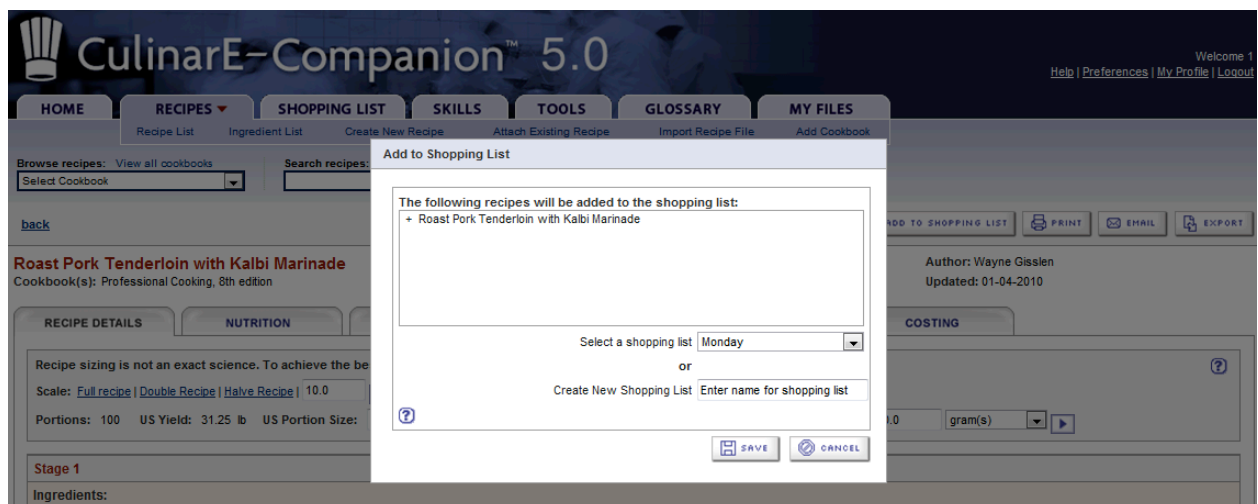 CulinarE-Companion™ 5.0
Welcome 1
Help | Preferences | My Profile | Logout
HOME RECIPES SHOPPING LIST SKILLS TOOLS GLOSSARY MY FILES
Recipe List Ingredient List Create New Recipe Attach Existing Recipe Import Recipe File Add Cookbook
Browse recipes: View all cookbooks Search recipes:
Select Cookbook
Add to Shopping List
The following recipes will be added to the shopping list:
+ Roast Pork Tenderloin with Kalbi Marinade
back
ADD TO SHOPPING LIST PRINT EMAIL EXPORT
Roast Pork Tenderloin with Kalbi Marinade
Cookbook(s): Professional Cooking, 8th edition
Author: Wayne Gisslen
Updated: 01-04-2010
RECIPE DETAILS NUTRITION COSTING
Select a shopping list Monday
or
Create New Shopping List Enter name for shopping list
?
SAVE CANCEL
Recipe sizing is not an exact science. To achieve the be
?
Scale: Full recipe | Double Recipe | Halve Recipe | 10.0
Portions: 100 US Yield: 31.25 lb US Portion Size:
.0 gram(s)
Stage 1
Ingredients: